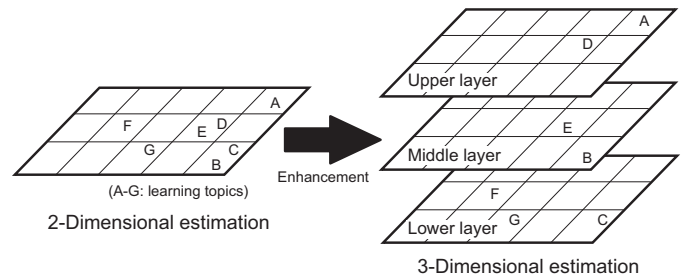 A
D
Upper layer
A
F
E D
G
C
B
Enhancement
E
Middle layer
B
(A-G: learning topics)
F
Lower layer
G
C
2-Dimensional estimation
3-Dimensional estimation